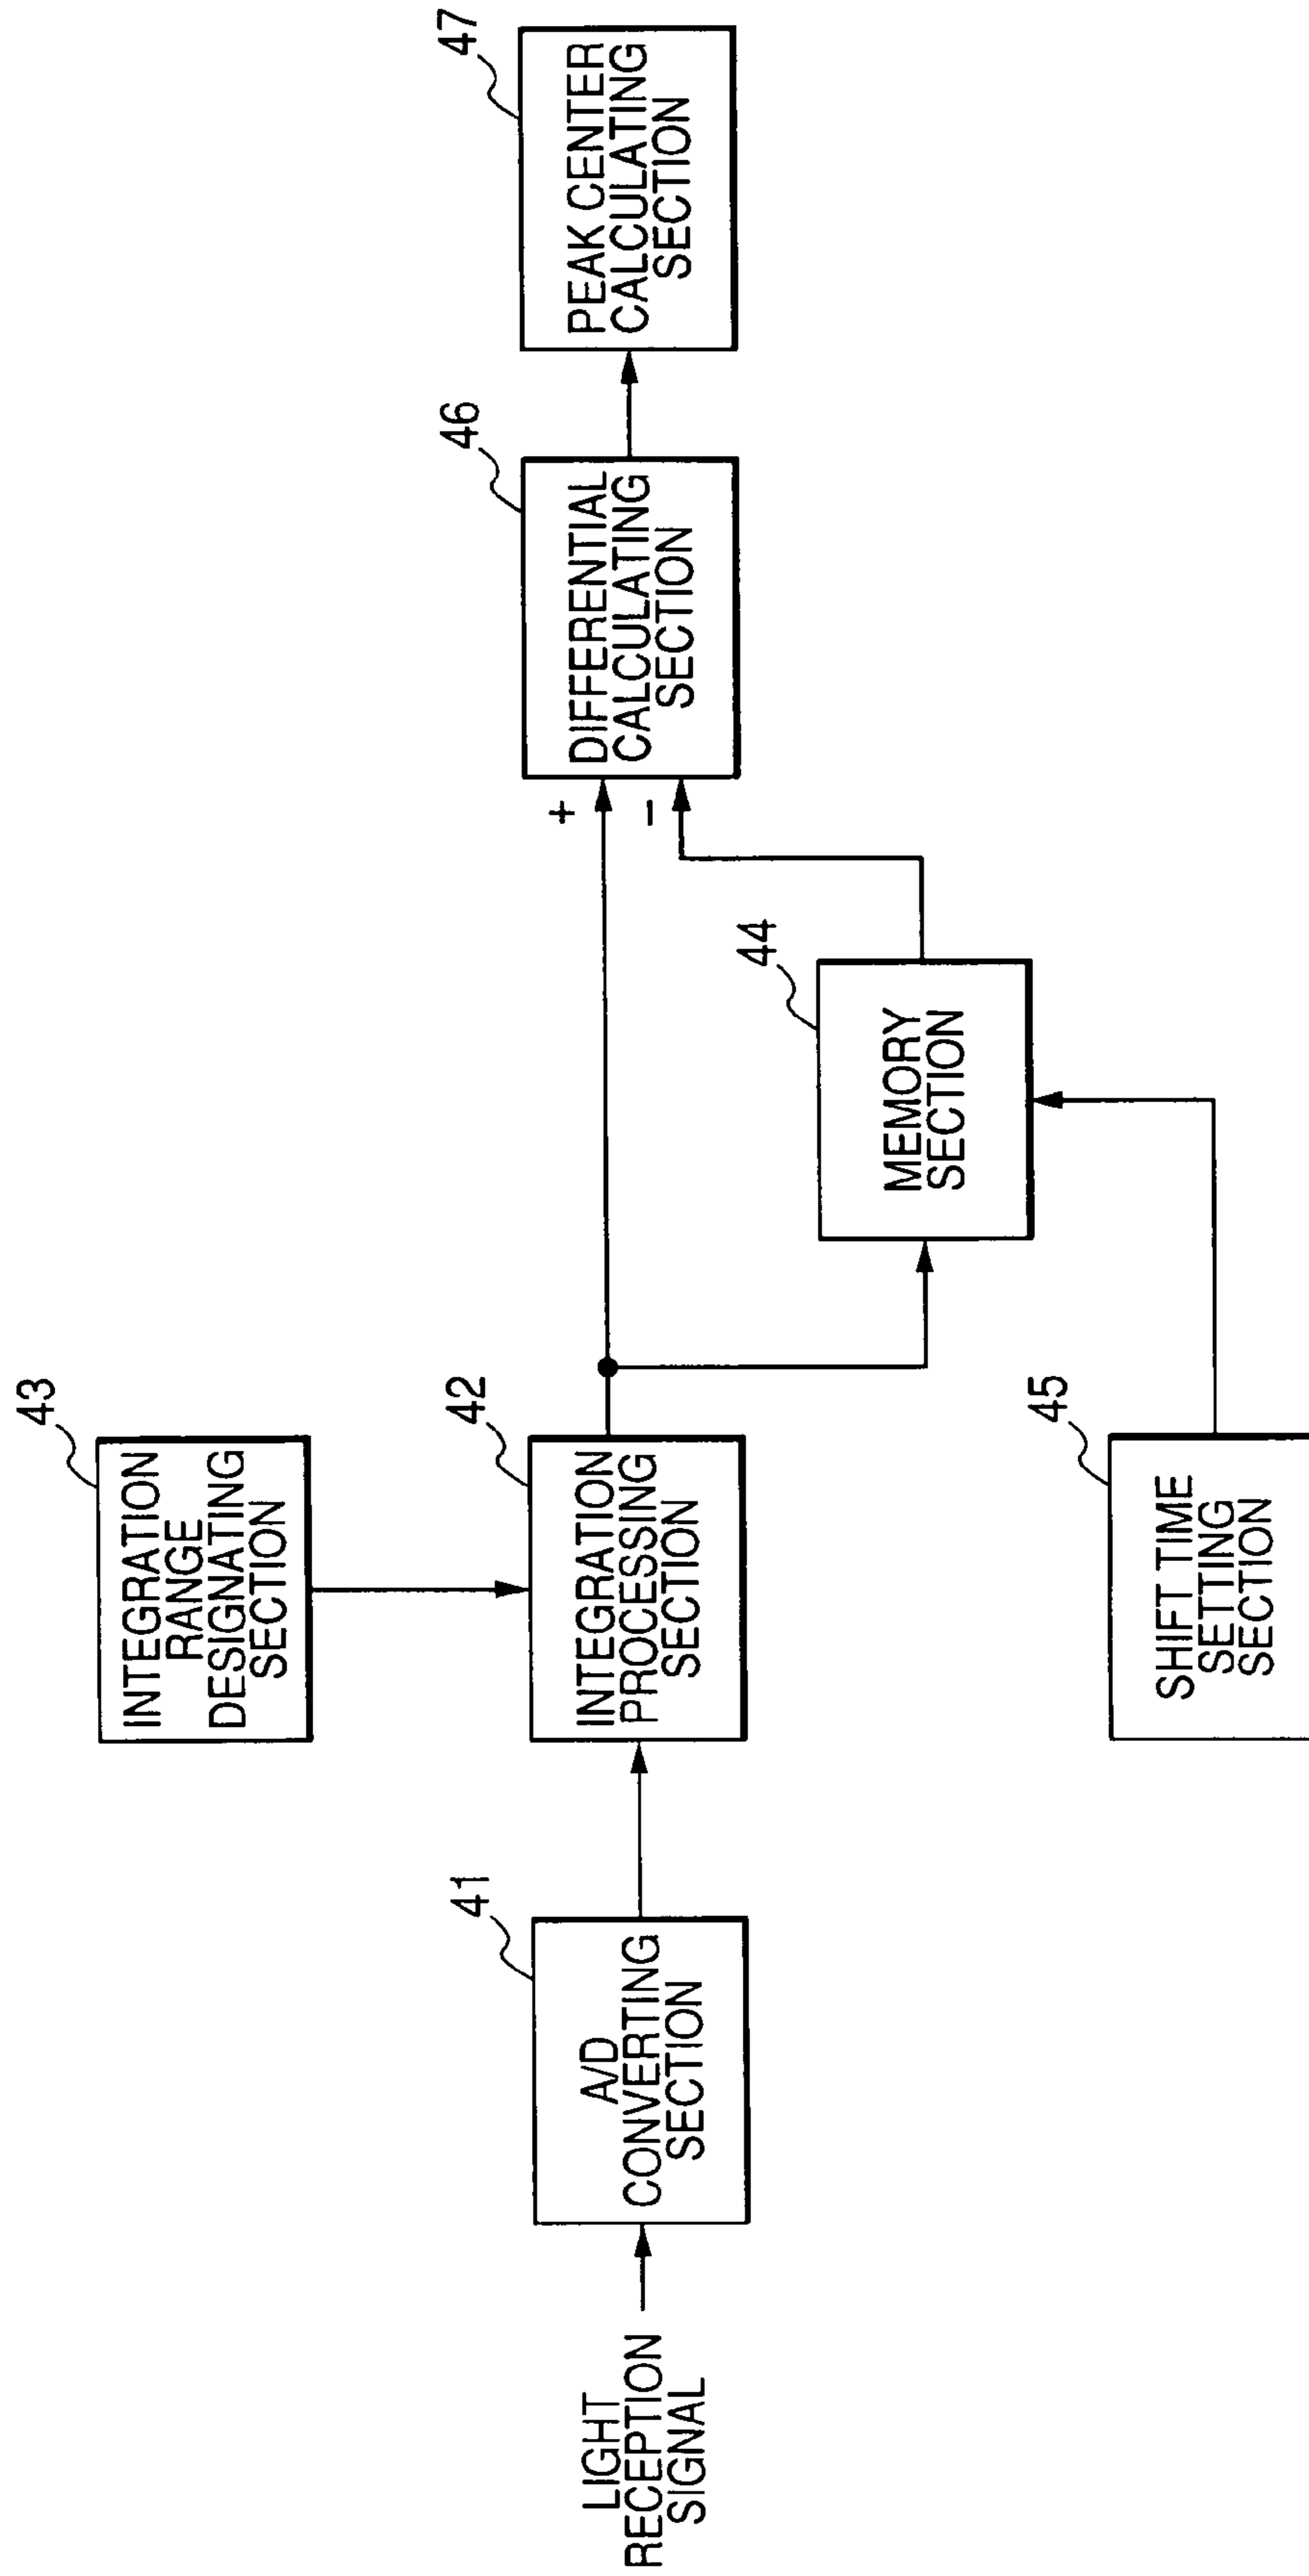 43
INTEGRATION
RANGE
DESIGNATING
SECTION
LIGHT
RECEPTION
SIGNAL
41
A/D
CONVERTING
SECTION
42
INTEGRATION
PROCESSING
SECTION
+
−
46
DIFFERENTIAL
CALCULATING
SECTION
47
PEAK CENTER
CALCULATING
SECTION
44
MEMORY
SECTION
45
SHIFT TIME
SETTING
SECTION